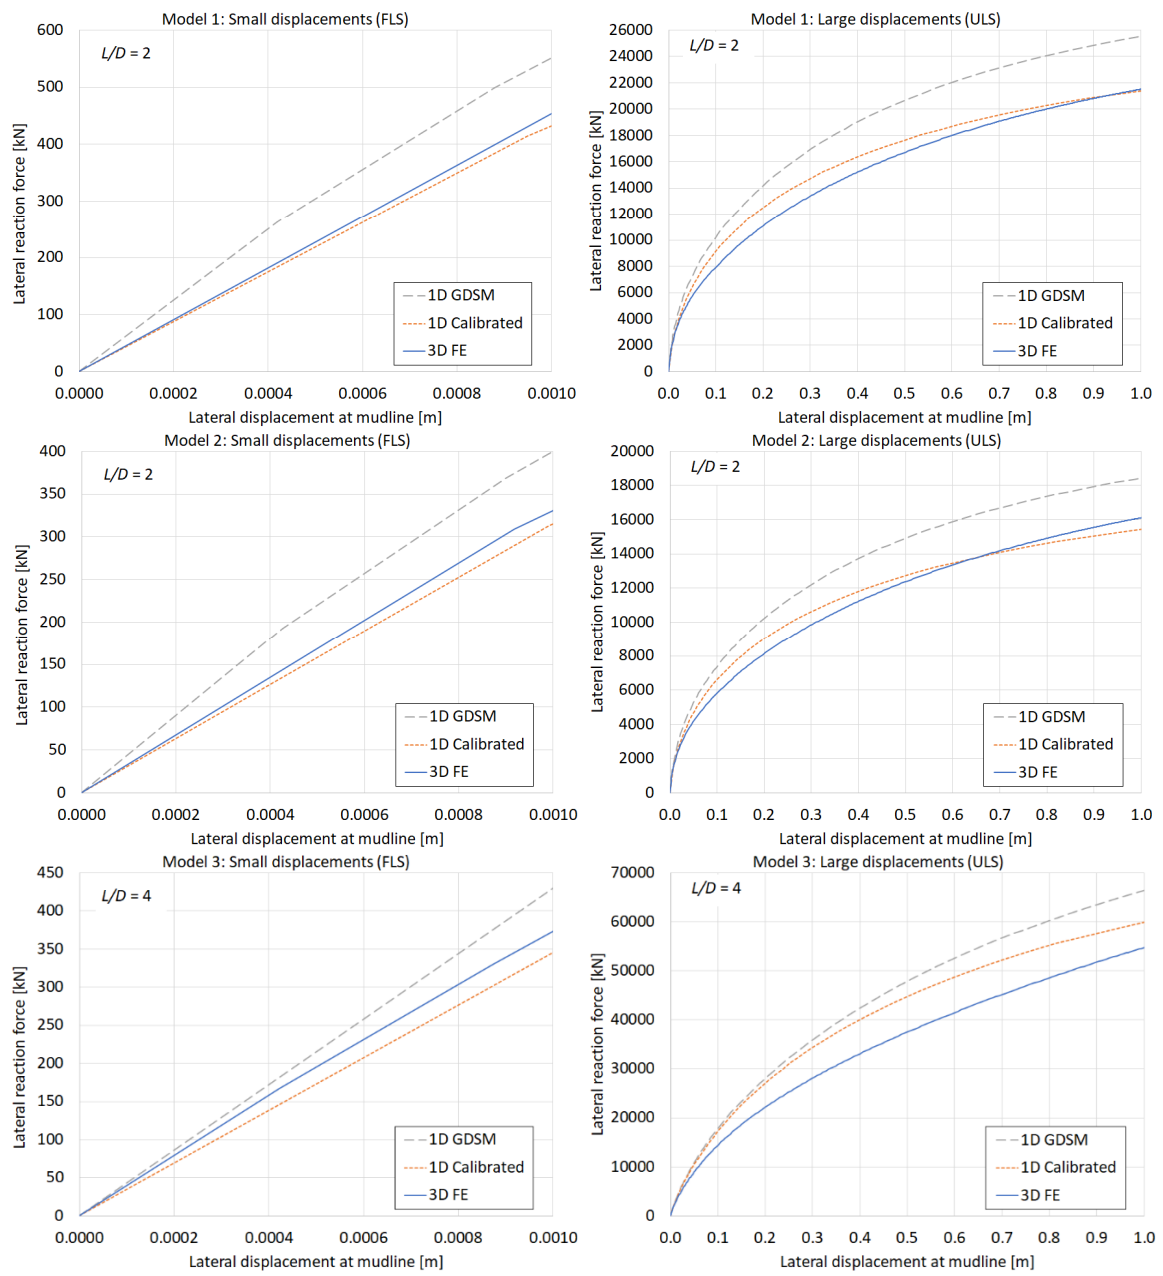 Model 1: Small displacements (FLS)
600
500
400
300
200
100
0
L/D = 2
1D GDSM
1D Calibrated
3D FE
0.0000 0.0002 0.0004 0.0006 0.0008 0.0010
Lateral displacement at mudline [m]
Lateral reaction force [kN]
Model 1: Large displacements (ULS)
26000
24000
22000
20000
18000
16000
14000
12000
10000
8000
6000
4000
2000
0
L/D = 2
1D GDSM
1D Calibrated
3D FE
0.0 0.1 0.2 0.3 0.4 0.5 0.6 0.7 0.8 0.9 1.0
Lateral displacement at mudline [m]
Lateral reaction force [kN]
Model 2: Small displacements (FLS)
400
350
300
250
200
150
100
50
0
L/D = 2
1D GDSM
1D Calibrated
3D FE
0.0000 0.0002 0.0004 0.0006 0.0008 0.0010
Lateral displacement at mudline [m]
Lateral reaction force [kN]
Model 2: Large displacements (ULS)
20000
18000
16000
14000
12000
10000
8000
6000
4000
2000
0
L/D = 2
1D GDSM
1D Calibrated
3D FE
0.0 0.1 0.2 0.3 0.4 0.5 0.6 0.7 0.8 0.9 1.0
Lateral displacement at mudline [m]
Lateral reaction force [kN]
Model 3: Small displacements (FLS)
450
400
350
300
250
200
150
100
50
0
L/D = 4
1D GDSM
1D Calibrated
3D FE
0.0000 0.0002 0.0004 0.0006 0.0008 0.0010
Lateral displacement at mudline [m]
Lateral reaction force [kN]
Model 3: Large displacements (ULS)
70000
60000
50000
40000
30000
20000
10000
0
L/D = 4
1D GDSM
1D Calibrated
3D FE
0.0 0.1 0.2 0.3 0.4 0.5 0.6 0.7 0.8 0.9 1.0
Lateral displacement at mudline [m]
Lateral reaction force [kN]